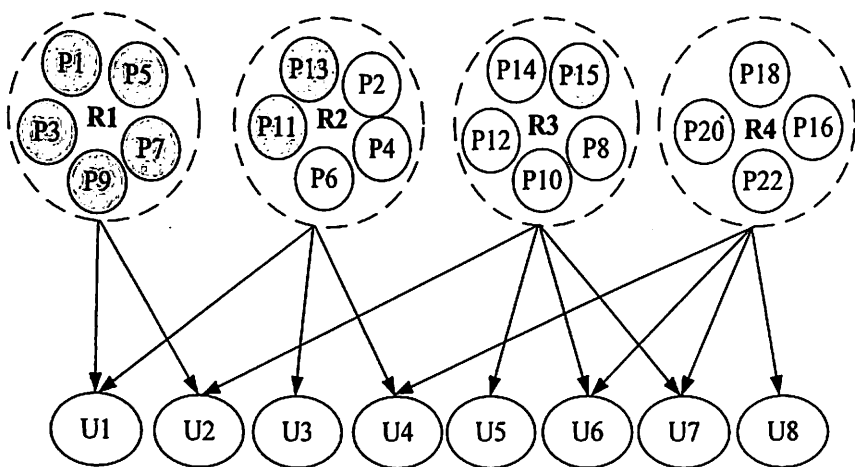 P1 P5 R1 P3 P7 P9
P13 P2 R2 P11 P4 P6
P14 P15 R3 P12 P8 P10
P18 P20 R4 P16 P22
U1 U2 U3 U4 U5 U6 U7 U8